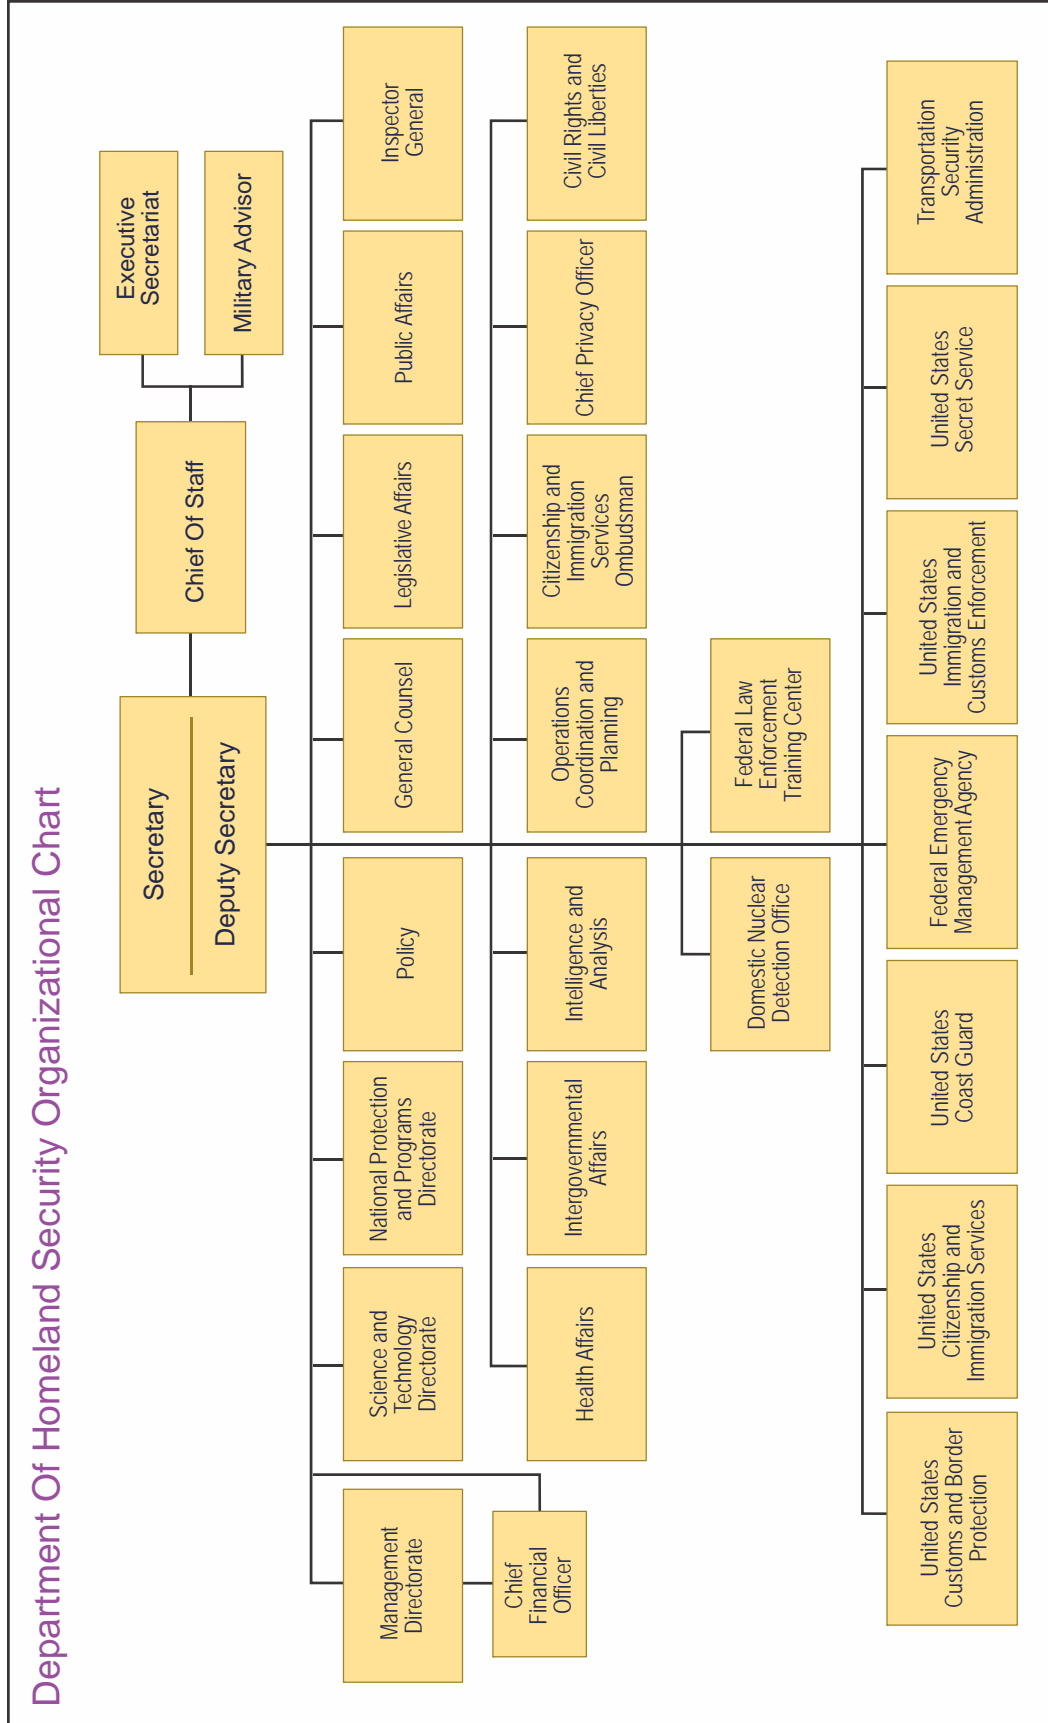 Department Of Homeland Security Organizational Chart
Secretary
Deputy Secretary
Chief Of Staff
Executive
Secretariat
Military Advisor
Management
Directorate
Chief
Financial
Officer
Science and
Technology
Directorate
National Protection
and Programs
Directorate
Policy
General Counsel
Legislative Affairs
Public Affairs
Inspector
General
Health Affairs
Intergovernmental
Affairs
Intelligence and
Analysis
Operations
Coordination and
Planning
Citizenship and
Immigration
Services
Ombudsman
Chief Privacy Officer
Civil Rights and
Civil Liberties
Domestic Nuclear
Detection Office
Federal Law
Enforcement
Training Center
United States
Customs and Border
Protection
United States
Citizenship and
Immigration Services
United States
Coast Guard
Federal Emergency
Management Agency
United States
Immigration and
Customs Enforcement
United States
Secret Service
Transportation
Security
Administration